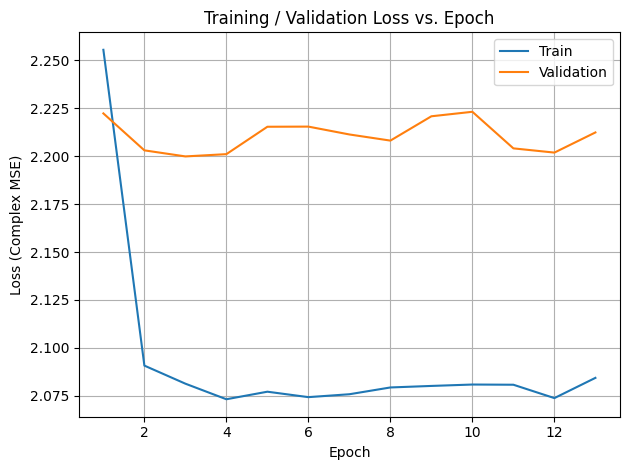 Training / Validation Loss vs. Epoch
Train
Validation
2.250
2.225
2.200
2.175
2.150
2.125
2.100
2.075
Loss (Complex MSE)
2 4 6 8 10 12
Epoch